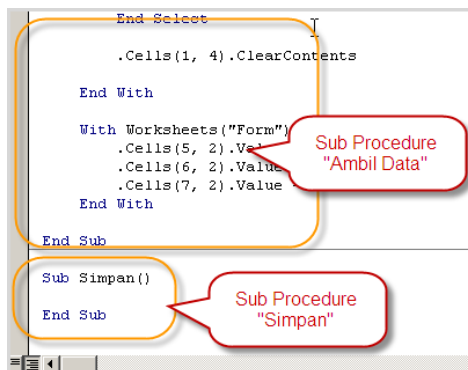 End Select
.Cells(1, 4).ClearContents
End With
With Worksheets("Form")
.Cells(5, 2).Val
.Cells(6, 2).Value
.Cells(7, 2).Value
End With
End Sub
Sub Procedure
"Ambil Data"
Sub Simpan()
End Sub
Sub Procedure
"Simpan"